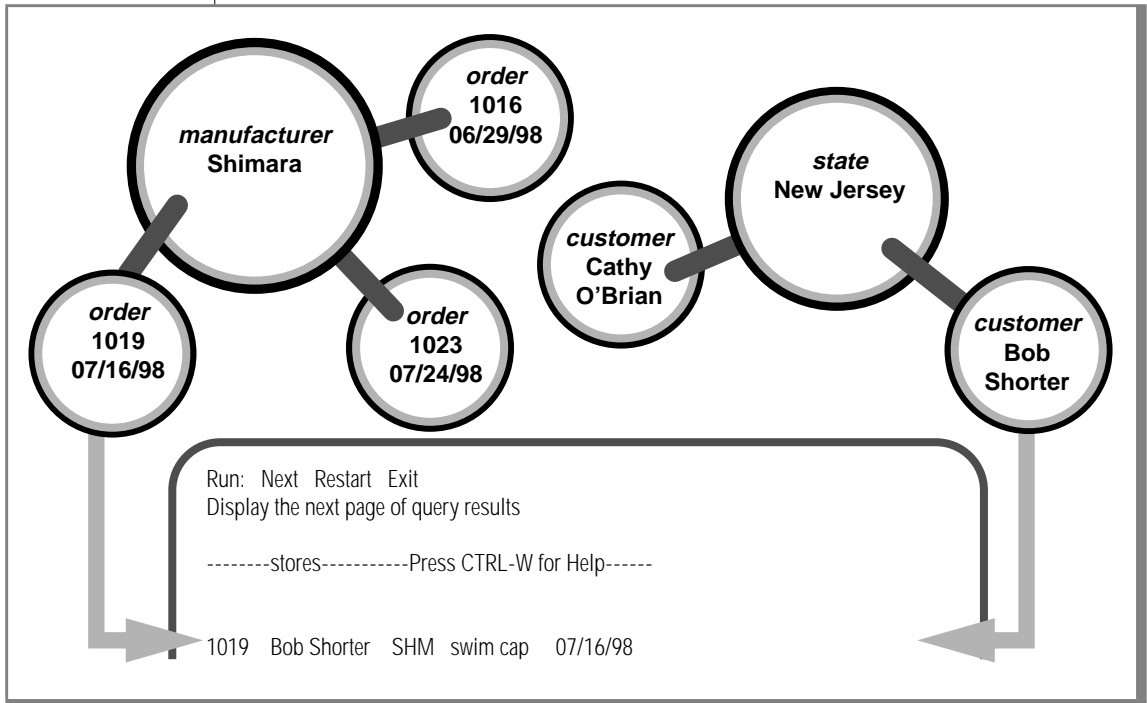 manufacturer
Shimara
order
1016
06/29/98
order
1019
07/16/98
order
1023
07/24/98
state
New Jersey
customer
Cathy
O’Brian
customer
Bob
Shorter
Run: Next Restart Exit
Display the next page of query results
--------stores-----------Press CTRL-W for Help------
1019 Bob Shorter SHM swim cap 07/16/98